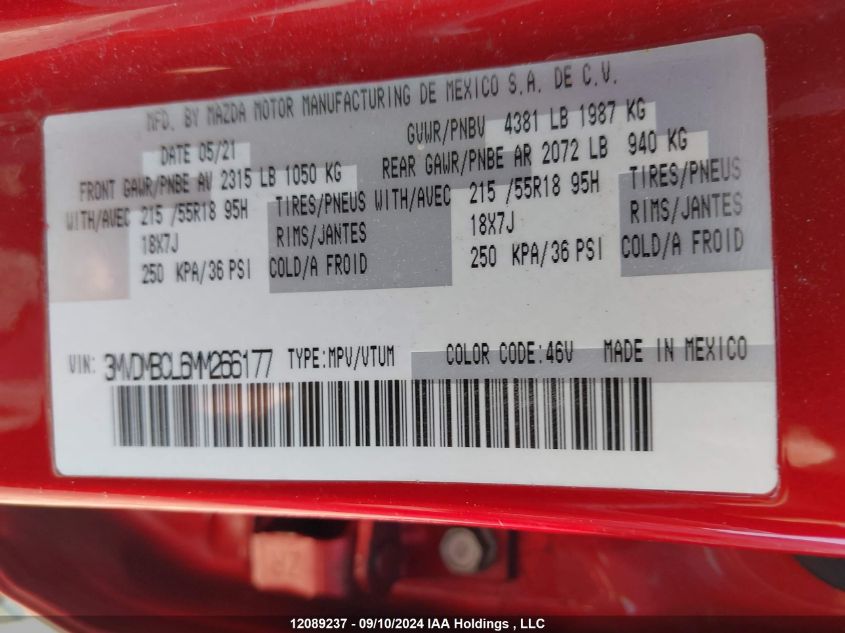 MFD. BY MAZDA MOTOR MANUFACTURING DE MEXICO S.A. DE C.V.
DATE 05/21 GVWR/PNBV 4381 LB 1987 KG
FRONT GAWR/PNBE AV 2315 LB 1050 KG REAR GAWR/PNBE AR 2072 LB 940 KG
WITH/AVEC 215 /55R18 95H TIRES/PNEUS WITH/AVEC 215 /55R18 95H TIRES/PNEUS
18X7J RIMS/JANTES 18X7J RIMS/JANTES
250 KPA/36 PSI COLD/A FROID 250 KPA/36 PSI COLD/A FROID
VIN: 3MVDMBCL6MM266177 TYPE:MPV/VTUM COLOR CODE:46V MADE IN MEXICO
12089237 - 09/10/2024 IAA Holdings , LLC